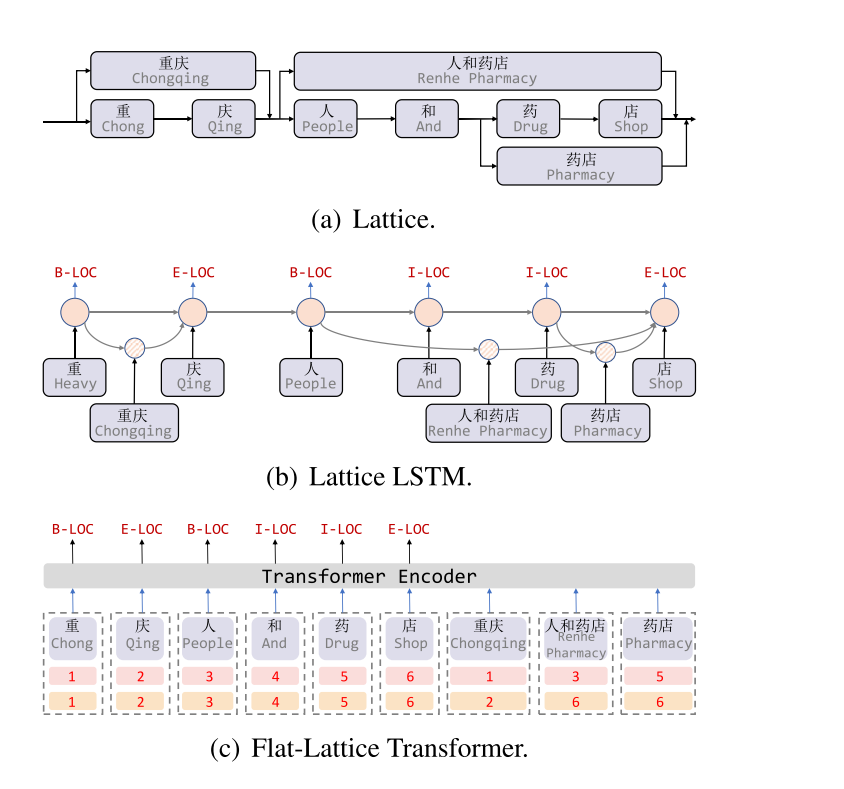 重庆
Chongqing
人和药店
Renhe Pharmacy
重
Chong
庆
Qing
人
People
和
And
药
Drug
店
Shop
药店
Pharmacy
(a) Lattice.
B-LOC E-LOC B-LOC I-LOC I-LOC E-LOC
重
Heavy
庆
Qing
人
People
和
And
药
Drug
店
Shop
重庆
Chongqing
人和药店
Renhe Pharmacy
药店
Pharmacy
(b) Lattice LSTM.
B-LOC E-LOC B-LOC I-LOC I-LOC E-LOC
Transformer Encoder
重
Chong
庆
Qing
人
People
和
And
药
Drug
店
Shop
重庆
Chongqing
人和药店
Renhe
Pharmacy
药店
Pharmacy
1 2 3 4 5 6 1 3 5
1 2 3 4 5 6 2 6 6
(c) Flat-Lattice Transformer.